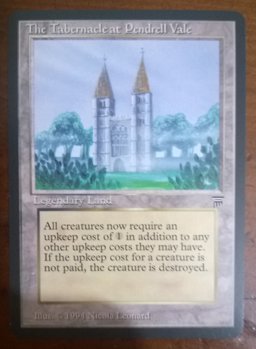 The Tabernacle at Pendrell Vale
Legendary Land
All creatures now require an
upkeep cost of 1 in addition to any
other upkeep costs they may have.
If the upkeep cost for a creature is
not paid, the creature is destroyed.
Illus. © 1994 Nicola Leonard